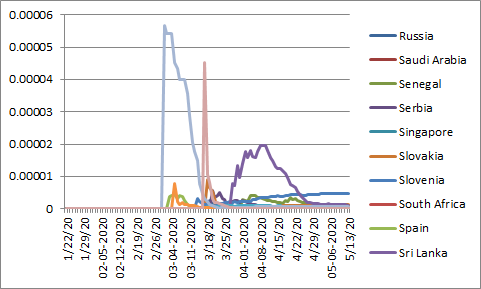 0.00006
0.00005
0.00004
0.00003
0.00002
0.00001
0
1/22/20
1/29/20
02-05-2020
02-12-2020
2/19/20
2/26/20
03-04-2020
03-11-2020
3/18/20
3/25/20
04-01-2020
04-08-2020
4/15/20
4/22/20
4/29/20
05-06-2020
5/13/20
Russia
Saudi Arabia
Senegal
Serbia
Singapore
Slovakia
Slovenia
South Africa
Spain
Sri Lanka